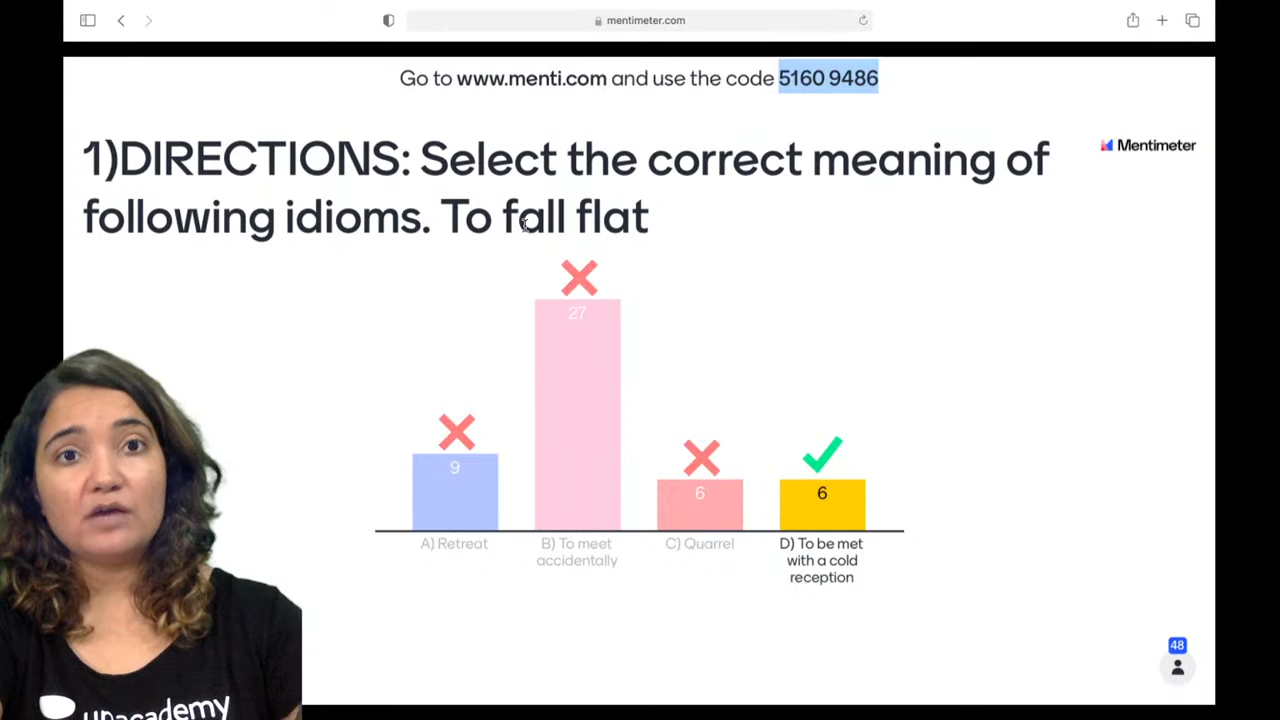 mentimeter.com
Go to www.menti.com and use the code 5160 9486
1)DIRECTIONS: Select the correct meaning of
following idioms. To fall flat
Mentimeter
27
9
6
6
A) Retreat
B) To meet
accidentally
C) Quarrel
D) To be met
with a cold
reception
48
unacademy